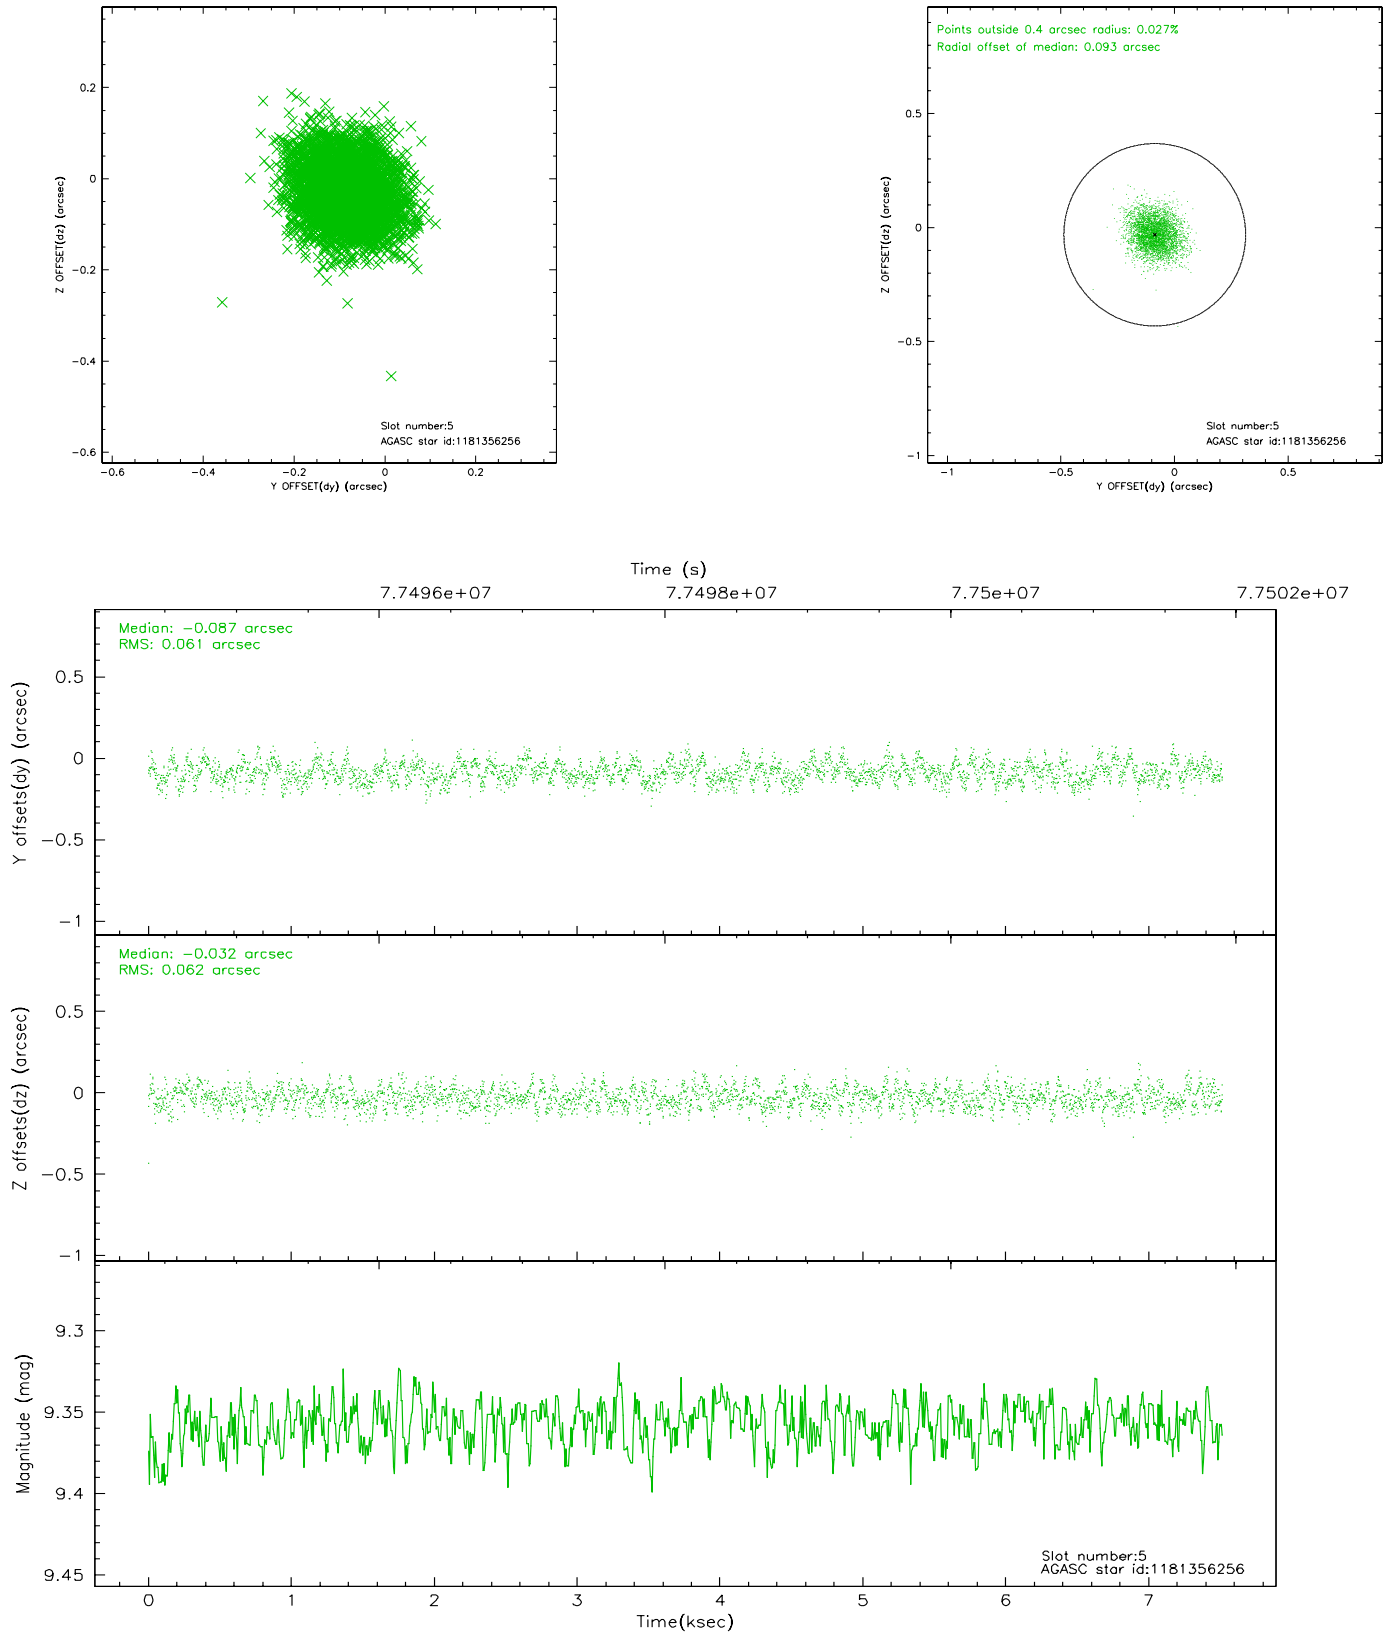 0.2
0
−0.2
−0.4
−0.6
Z OFFSET(dz) (arcsec)
Slot number:5
AGASC star id:1181356256
−0.6 −0.4 −0.2 0 0.2
Y OFFSET(dy) (arcsec)
Points outside 0.4 arcsec radius: 0.027%
Radial offset of median: 0.093 arcsec
0.5
0
−0.5
−1
Z OFFSET(dz) (arcsec)
Slot number:5
AGASC star id:1181356256
−1 −0.5 0 0.5
Y OFFSET(dy) (arcsec)
Time (s)
7.7496e+07 7.7498e+07 7.75e+07 7.7502e+07
Median: −0.087 arcsec
RMS: 0.061 arcsec
0.5
0
−0.5
−1
Y offsets(dy) (arcsec)
Median: −0.032 arcsec
RMS: 0.062 arcsec
0.5
0
−0.5
−1
Z offsets(dz) (arcsec)
9.3
9.35
9.4
9.45
Magnitude (mag)
Slot number:5
AGASC star id:1181356256
0 1 2 3 4 5 6 7
Time(ksec)